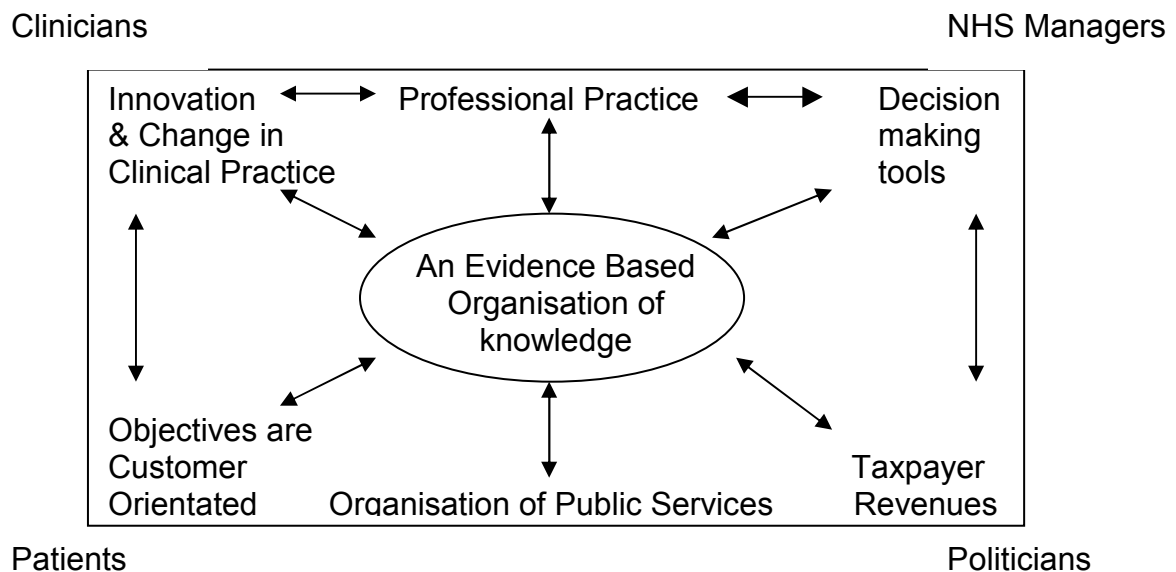 Clinicians
NHS Managers
Innovation
& Change in
Clinical Practice
Professional Practice
Decision
making
tools
An Evidence Based
Organisation of
knowledge
Objectives are
Customer
Orientated
Organisation of Public Services
Taxpayer
Revenues
Patients
Politicians